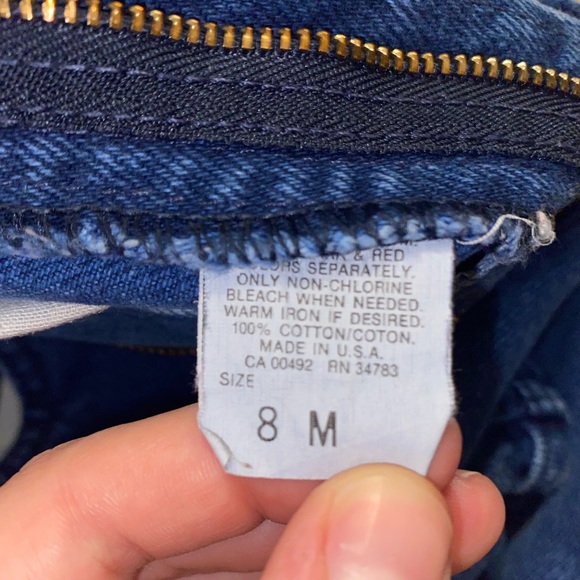 & RED
COLORS SEPARATELY.
ONLY NON-CHLORINE
BLEACH WHEN NEEDED.
WARM IRON IF DESIRED.
100% COTTON/COTON.
MADE IN U.S.A.
CA 00492 RN 34783
SIZE
8 M